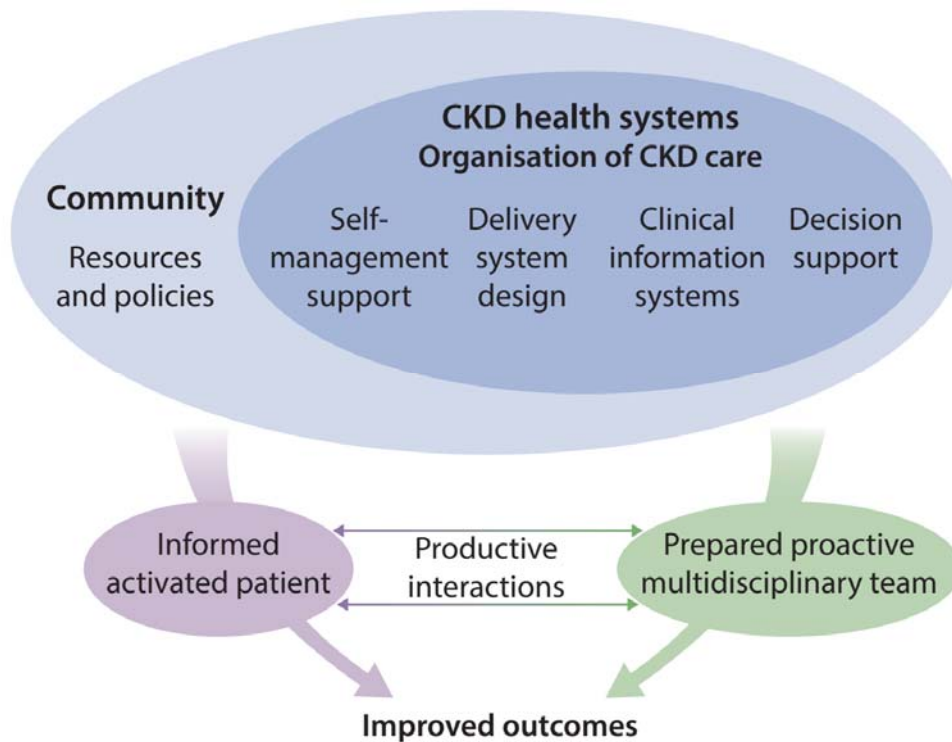 CKD health systems
Organisation of CKD care
Community
Resources
and policies
Self-
management
support
Delivery
system
design
Clinical
information
systems
Decision
support
Informed
activated patient
Productive
interactions
Prepared proactive
multidisciplinary team
Improved outcomes